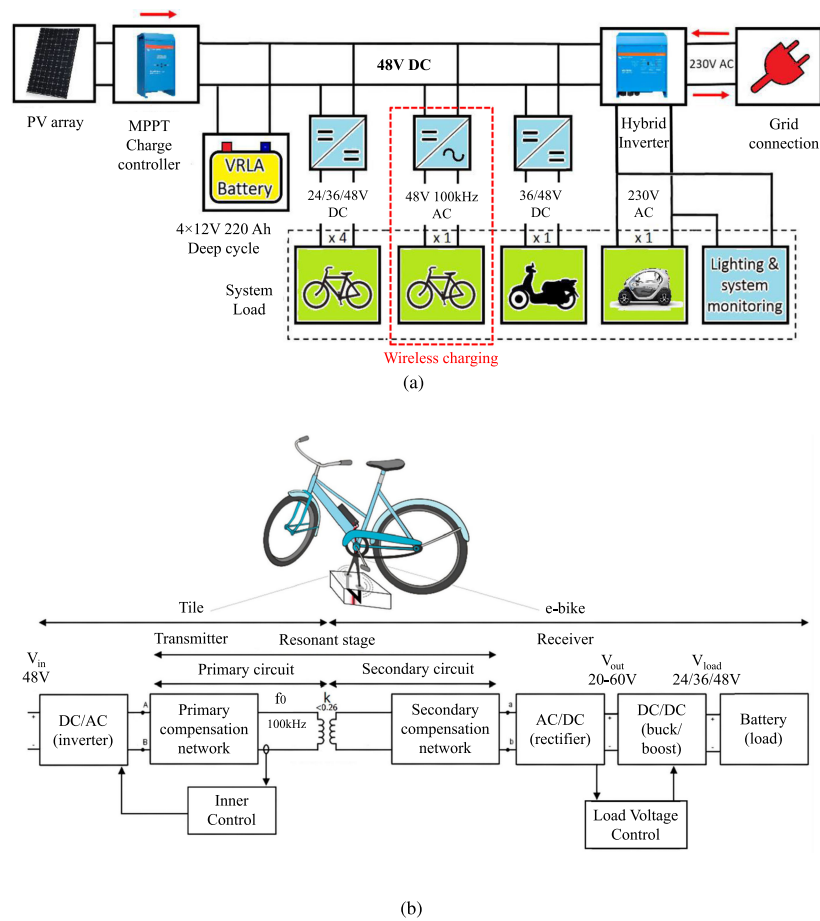 48V DC
230V AC
PV array
MPPT
Charge
controller
Hybrid
Inverter
Grid
connection
VRLA
Battery
24/36/48V
DC
48V 100kHz
AC
36/48V
DC
230V
AC
4×12V 220 Ah
Deep cycle
x 4
x 1
x 1
x 1
System
Load
Lighting &
system
monitoring
Wireless charging
(a)
Tile
e-bike
Transmitter
Resonant stage
Receiver
Vin
48V
Primary circuit
Secondary circuit
Vout
20-60V
Vload
24/36/48V
f0
100kHz
k
<0.26
DC/AC
(inverter)
A
B
Primary
compensation
network
Secondary
compensation
network
a
b
AC/DC
(rectifier)
DC/DC
(buck/
boost)
Battery
(load)
+
-
+
-
+
-
Inner
Control
Load Voltage
Control
(b)